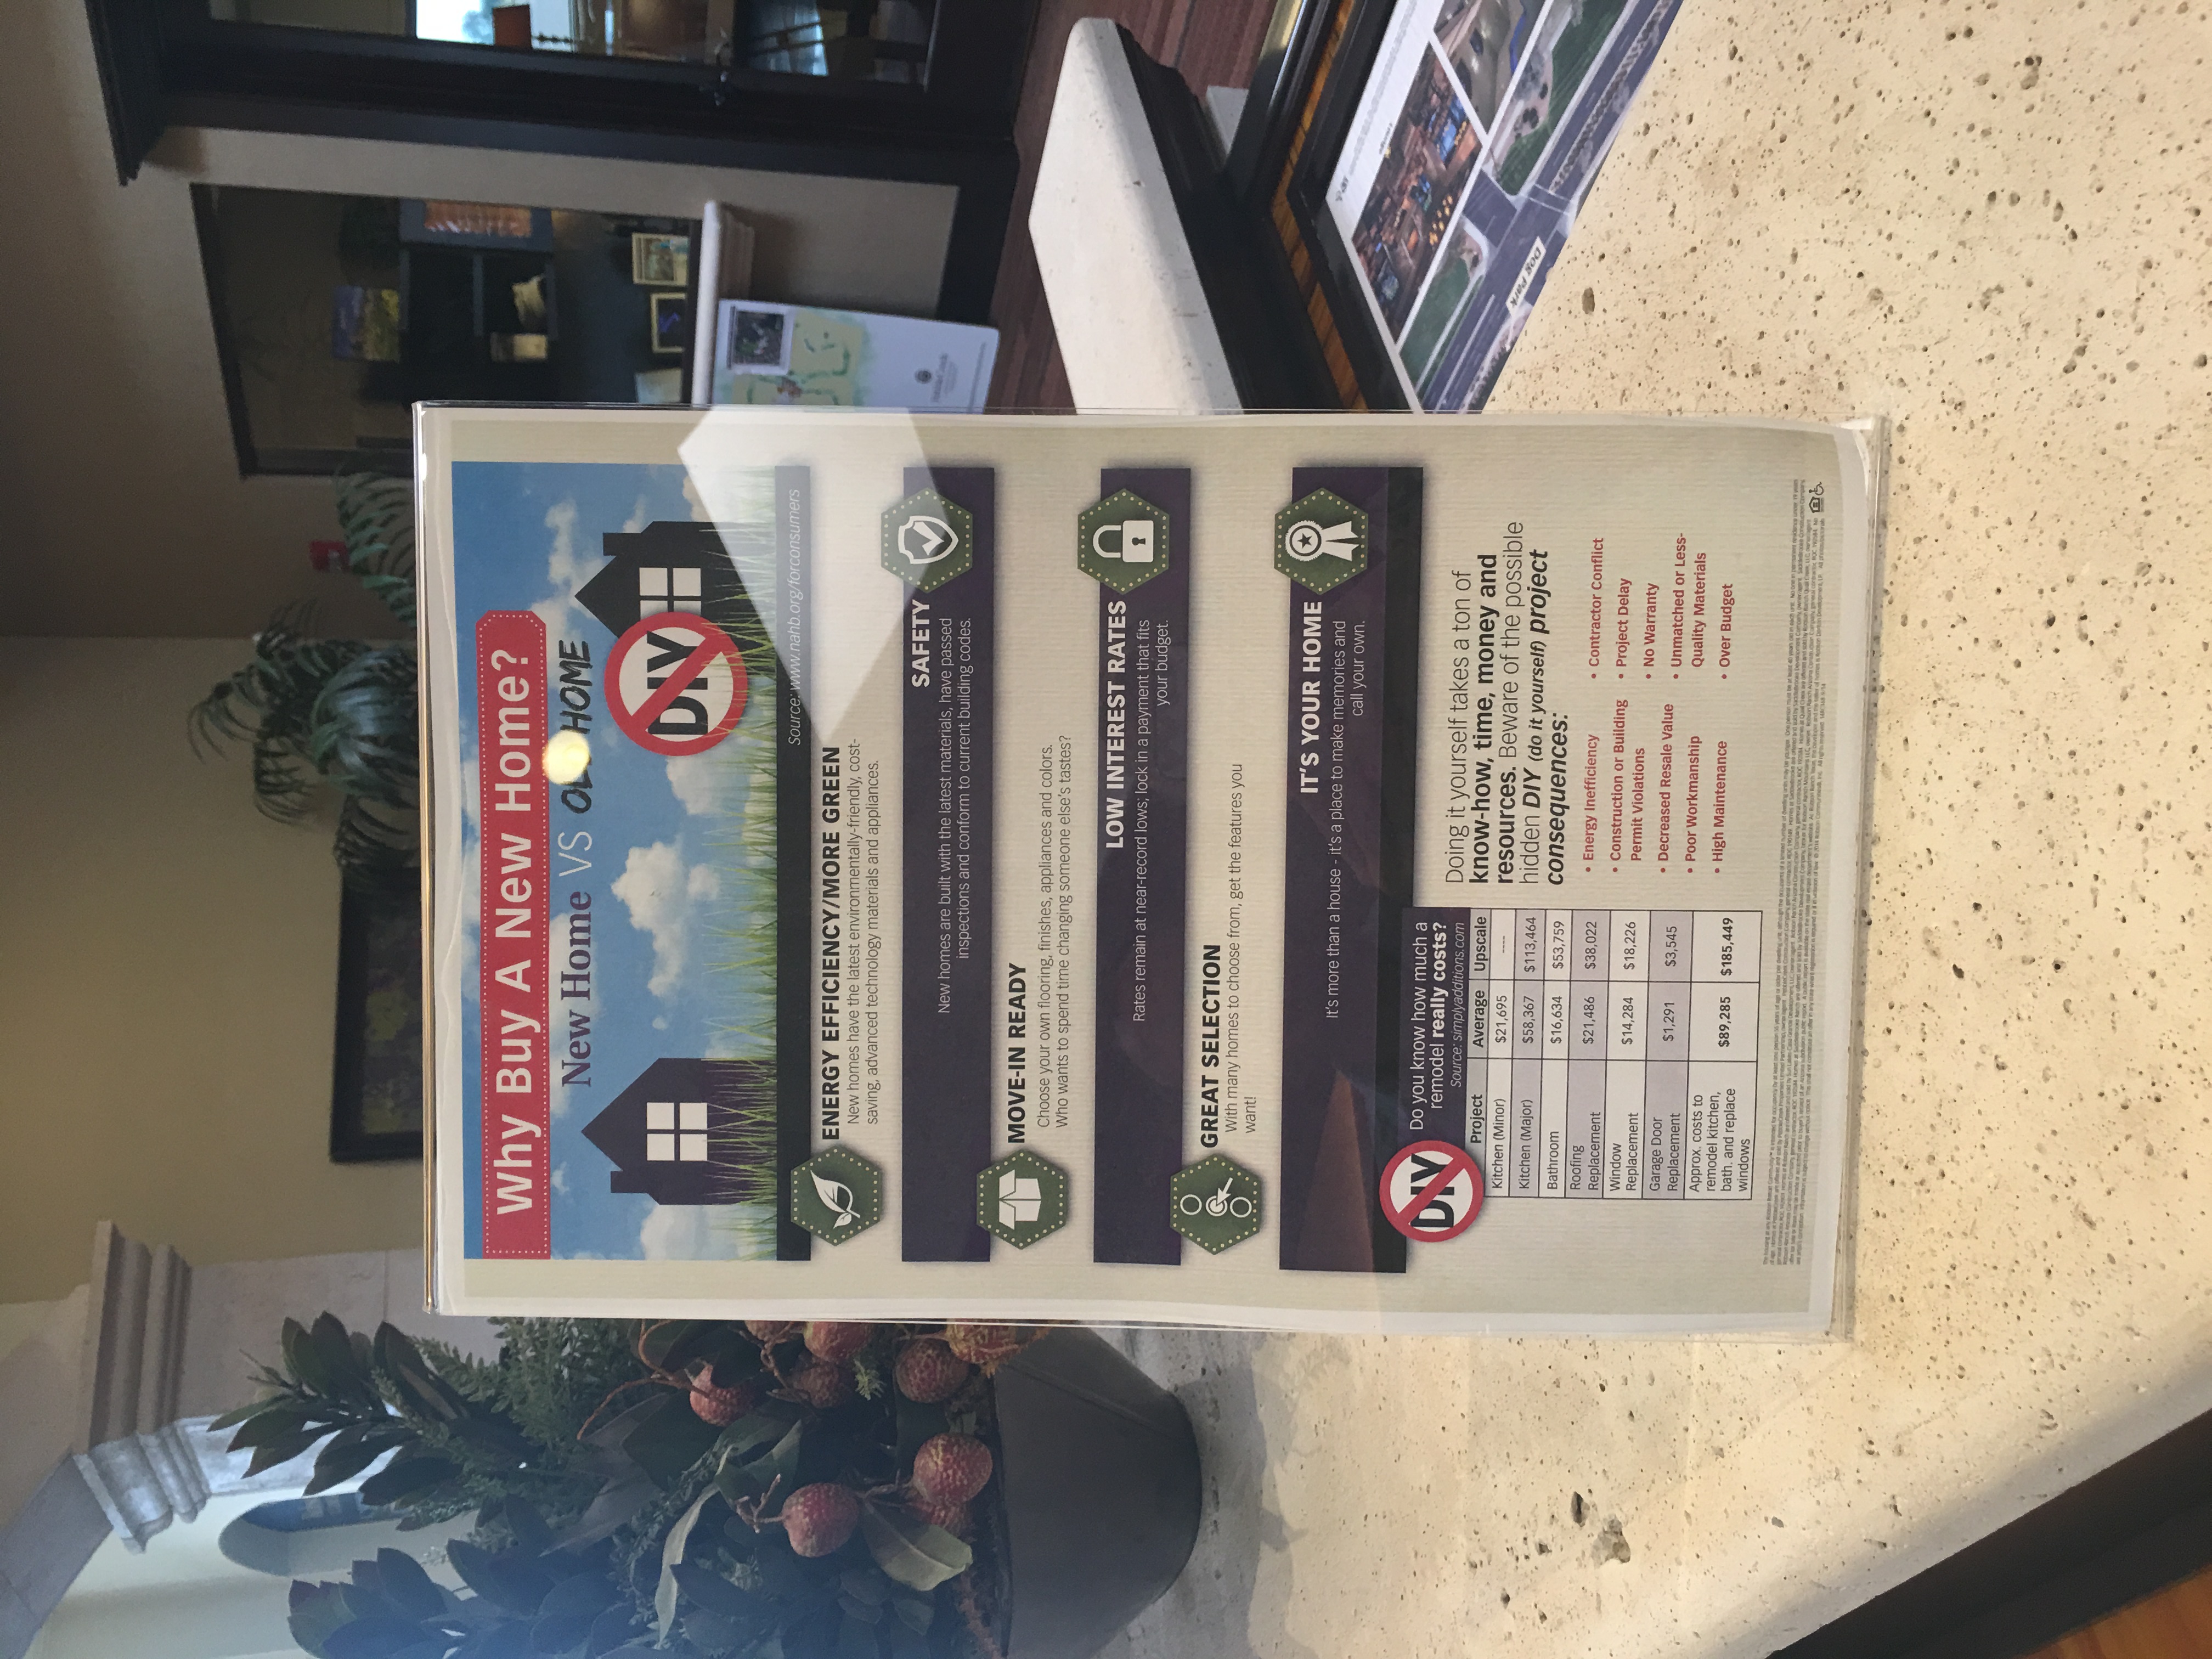 Why Buy A New Home?
New Home VS OLD HOME
DIY
Source: www.nahb.org/forconsumers
ENERGY EFFICIENCY/MORE GREEN
New homes have the latest environmentally-friendly, cost-
saving, advanced technology materials and appliances.
SAFETY
New homes are built with the latest materials, have passed
inspections and conform to current building codes.
MOVE-IN READY
Choose your own flooring, finishes, appliances and colors.
Who wants to spend time changing someone else's tastes?
LOW INTEREST RATES
Rates remain at near-record lows; lock in a payment that fits
your budget.
GREAT SELECTION
With many homes to choose from, get the features you
want!
IT'S YOUR HOME
It's more than a house - it's a place to make memories and
call your own.
DIY
Do you know how much a
remodel really costs?
Source: simplyadditions.com
Project Average Upscale
Kitchen (Minor) $21,695 ----
Kitchen (Major) $58,367 $113,464
Bathroom $16,634 $53,759
Roofing
Replacement $21,486 $38,022
Window
Replacement $14,284 $18,226
Garage Door
Replacement $1,291 $3,545
Approx. costs to
remodel kitchen,
bath. and replace
windows $89,285 $185,449
Doing it yourself takes a ton of
know-how, time, money and
resources. Beware of the possible
hidden DIY (do it yourself) project
consequences:
• Energy Inefficiency
• Construction or Building
Permit Violations
• Decreased Resale Value
• Poor Workmanship
• High Maintenance
• Contractor Conflict
• Project Delay
• No Warranty
• Unmatched or Less-
Quality Materials
• Over Budget
Dog Park